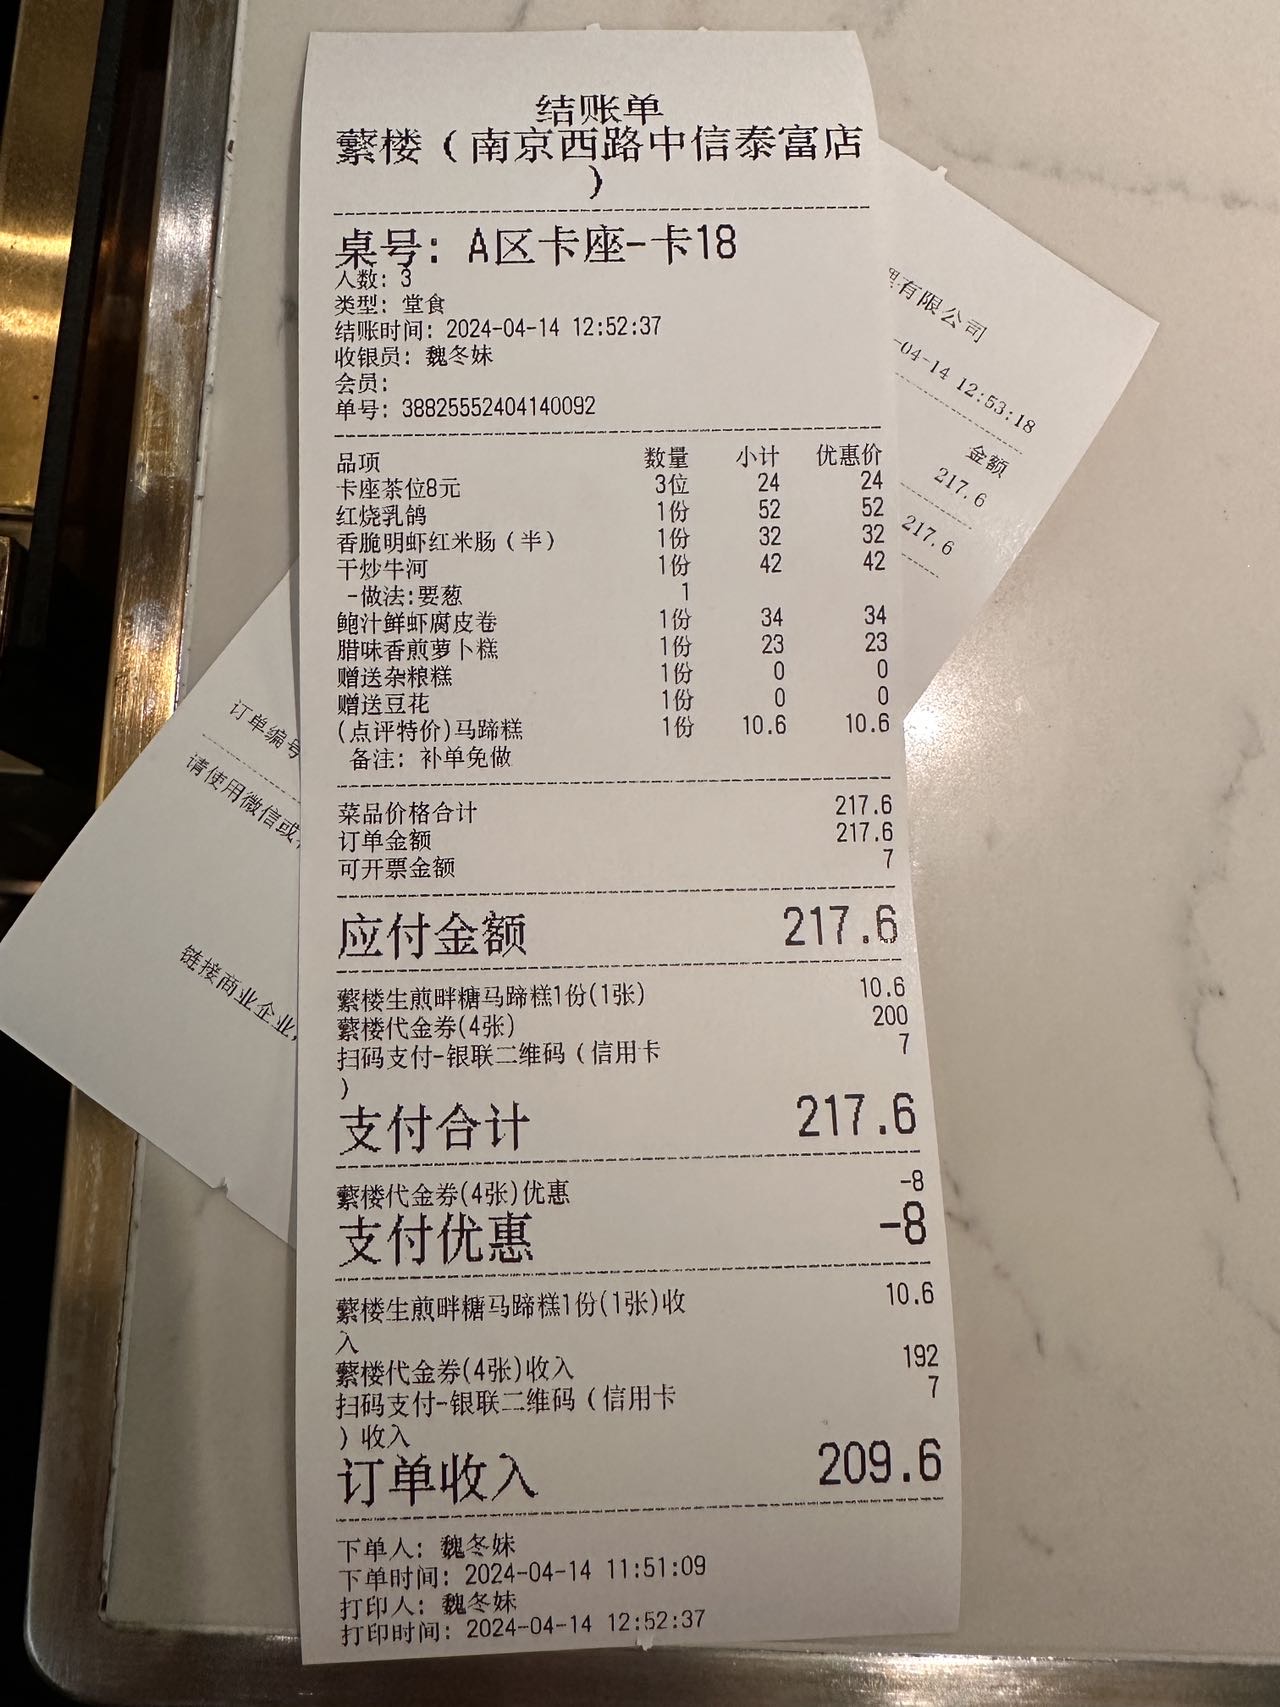 结账单
蘩楼（南京西路中信泰富店
）
桌号: A区卡座-卡18
人数: 3
类型: 堂食
结账时间: 2024-04-14 12:52:37
收银员: 魏冬妹
会员:
单号: 38825552404140092
品项 数量 小计 优惠价
卡座茶位8元 3位 24 24
红烧乳鸽 1份 52 52
香脆明虾红米肠（半） 1份 32 32
干炒牛河 1份 42 42
-做法:要葱 1
鲍汁鲜虾腐皮卷 1份 34 34
腊味香煎萝卜糕 1份 23 23
赠送杂粮糕 1份 0 0
赠送豆花 1份 0 0
(点评特价)马蹄糕 1份 10.6 10.6
备注: 补单免做
菜品价格合计 217.6
订单金额 217.6
可开票金额 7
应付金额 217.6
蘩楼生煎畔糖马蹄糕1份(1张) 10.6
蘩楼代金券(4张) 200
扫码支付-银联二维码（信用卡 7
）
支付合计 217.6
蘩楼代金券(4张)优惠 -8
支付优惠 -8
蘩楼生煎畔糖马蹄糕1份(1张)收 10.6
入
蘩楼代金券(4张)收入 192
扫码支付-银联二维码（信用卡 7
）收入
订单收入 209.6
下单人: 魏冬妹
下单时间: 2024-04-14 11:51:09
打印人: 魏冬妹
打印时间: 2024-04-14 12:52:37
有限公司
-04-14 12:53:18
金额
217.6
217.6
订单编号
请使用微信或
链接商业企业,